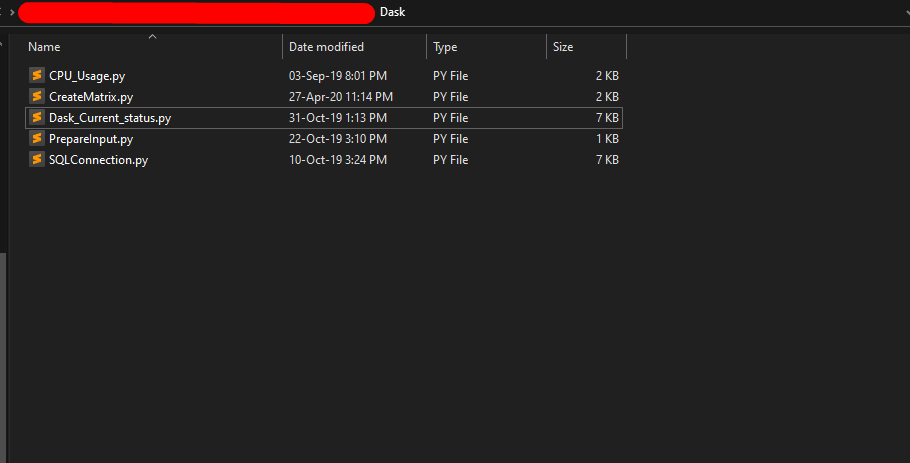 Dask
Name Date modified Type Size
CPU_Usage.py 03-Sep-19 8:01 PM PY File 2 KB
CreateMatrix.py 27-Apr-20 11:14 PM PY File 2 KB
Dask_Current_status.py 31-Oct-19 1:13 PM PY File 7 KB
PrepareInput.py 22-Oct-19 3:10 PM PY File 1 KB
SQLConnection.py 10-Oct-19 3:24 PM PY File 7 KB